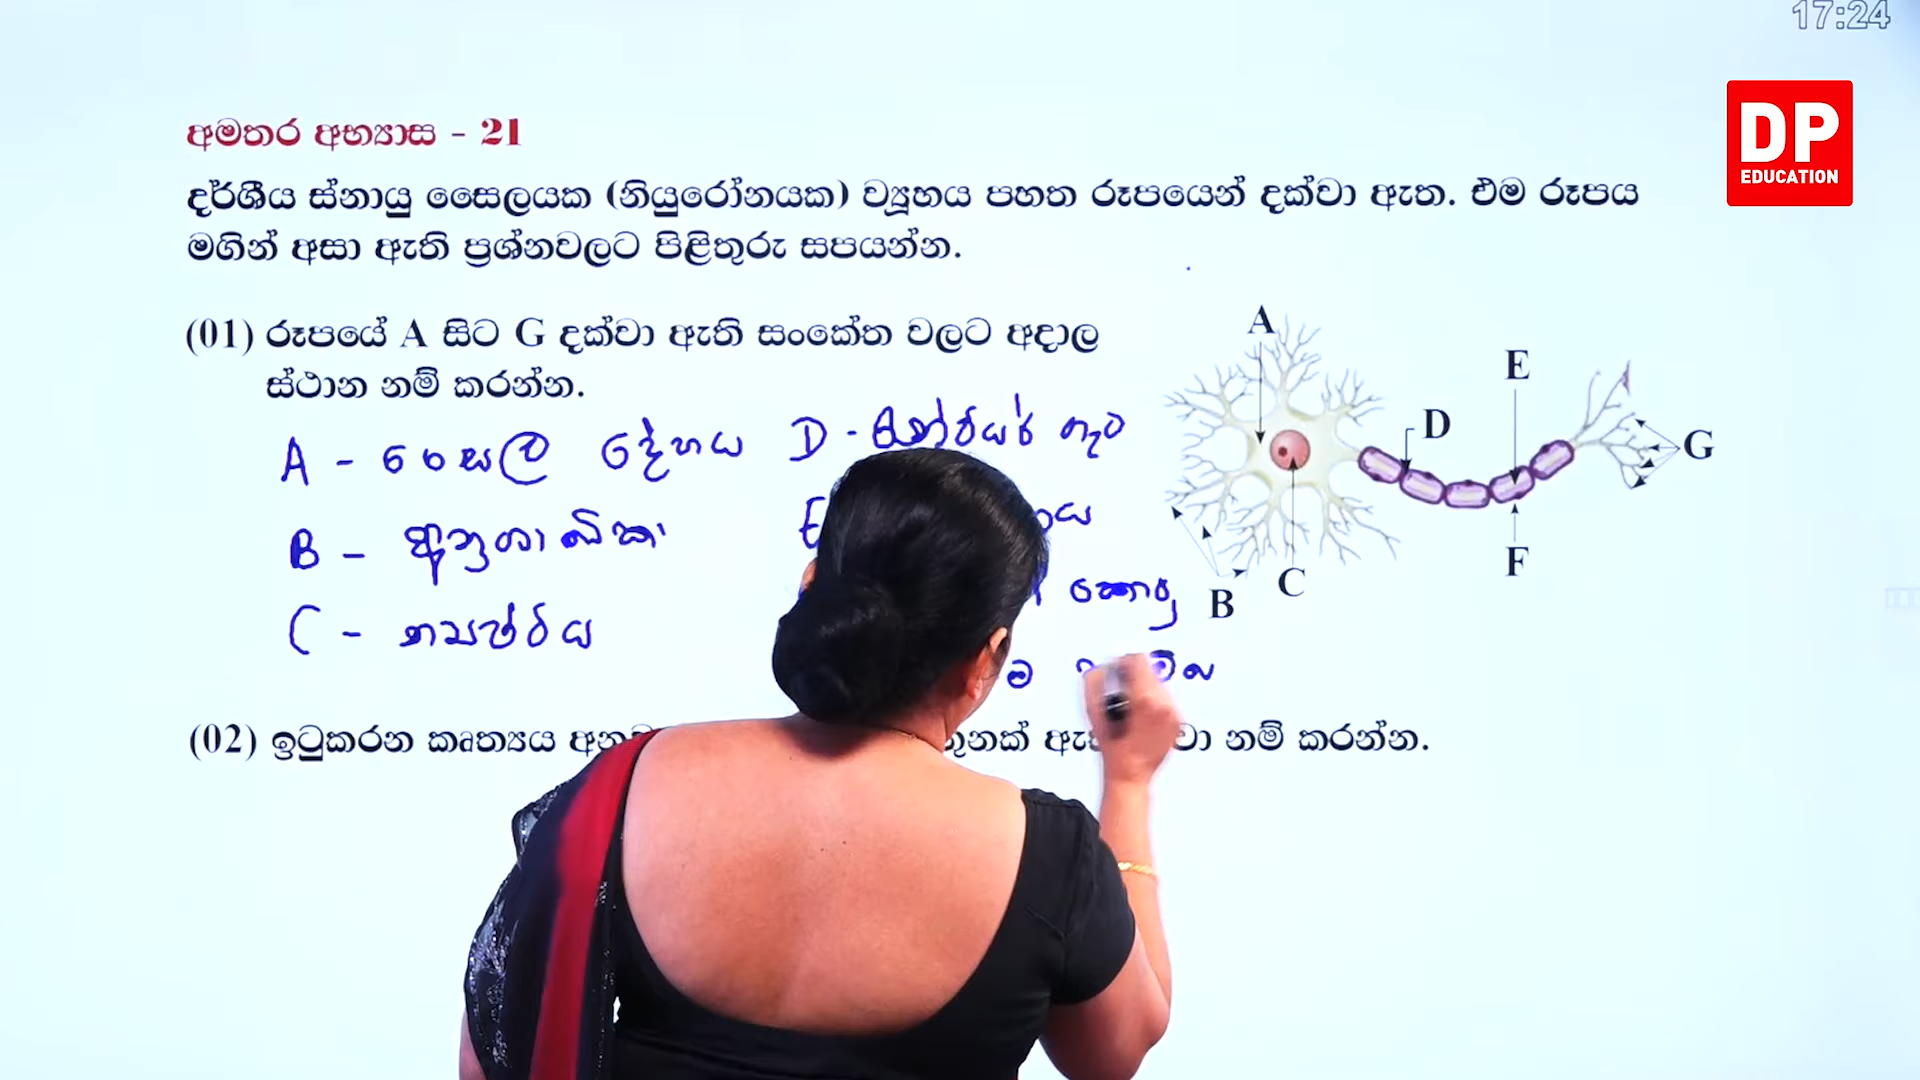 17:24
DP
EDUCATION
අමතර අභ්‍යාස - 21
දර්ශීය ස්නායු සෛලයක (නියුරෝනයක) ව්‍යූහය පහත රූපයෙන් දක්වා ඇත. එම රූපය
මගින් අසා ඇති ප්‍රශ්නවලට පිළිතුරු සපයන්න.
(01) රූපයේ A සිට G දක්වා ඇති සංකේත වලට අදාල
ස්ථාන නම් කරන්න.
A - සෛල දේහය D - රැන්වියර් ගැට
B - අනුශාඛිකා
C - න්‍යෂ්ටිය
කොපු
(02) ඉටුකරන කෘත්‍යය නම් කරන්න.
A
B
C
D
E
F
G